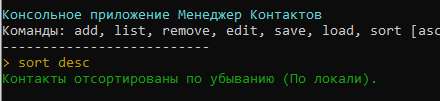 Консольное приложение Менеджер Контактов
Команды: add, list, remove, edit, save, load, sort [asc
--------------------------
> sort desc
Контакты отсортированы по убыванию (По локали).